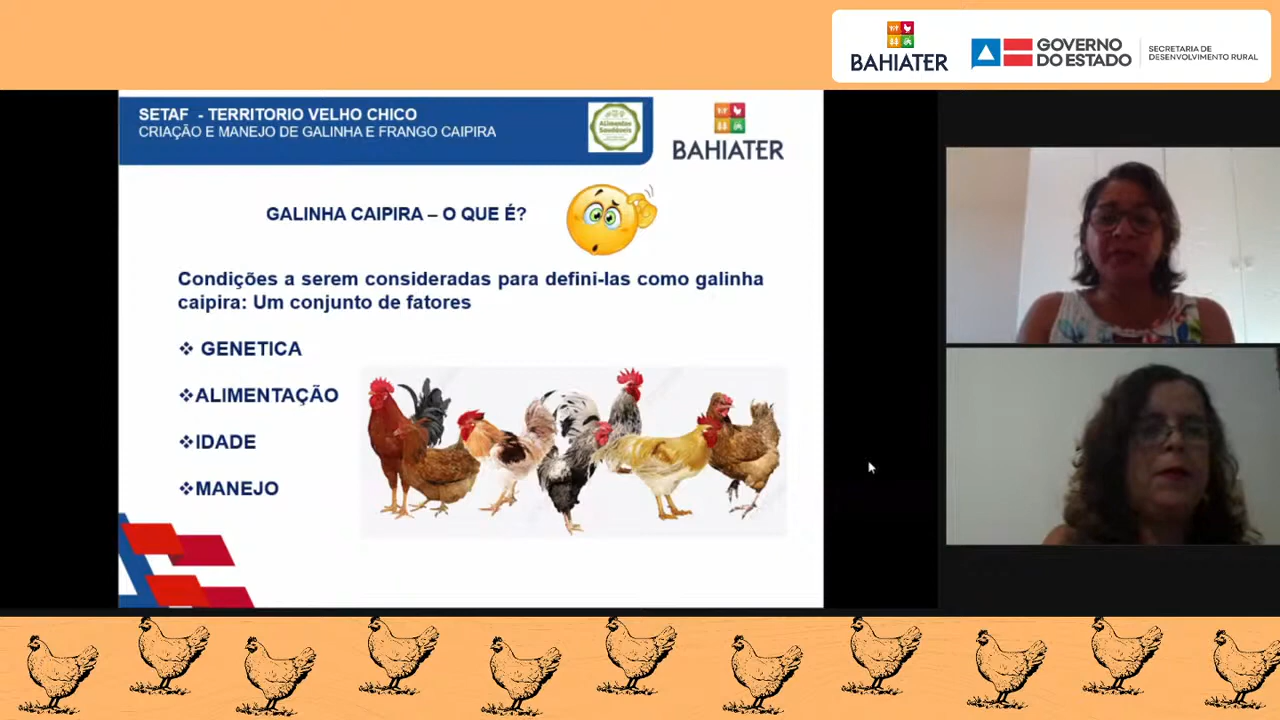 BAHIATER
GOVERNO
DO ESTADO
SECRETARIA DE
DESENVOLVIMENTO RURAL
SETAF - TERRITORIO VELHO CHICO
CRIAÇÃO E MANEJO DE GALINHA E FRANGO CAIPIRA
Alimentos
Saudáveis
BAHIATER
GALINHA CAIPIRA – O QUE É?
Condições a serem consideradas para defini-las como galinha
caipira: Um conjunto de fatores
❖ GENETICA
❖ALIMENTAÇÃO
❖IDADE
❖MANEJO